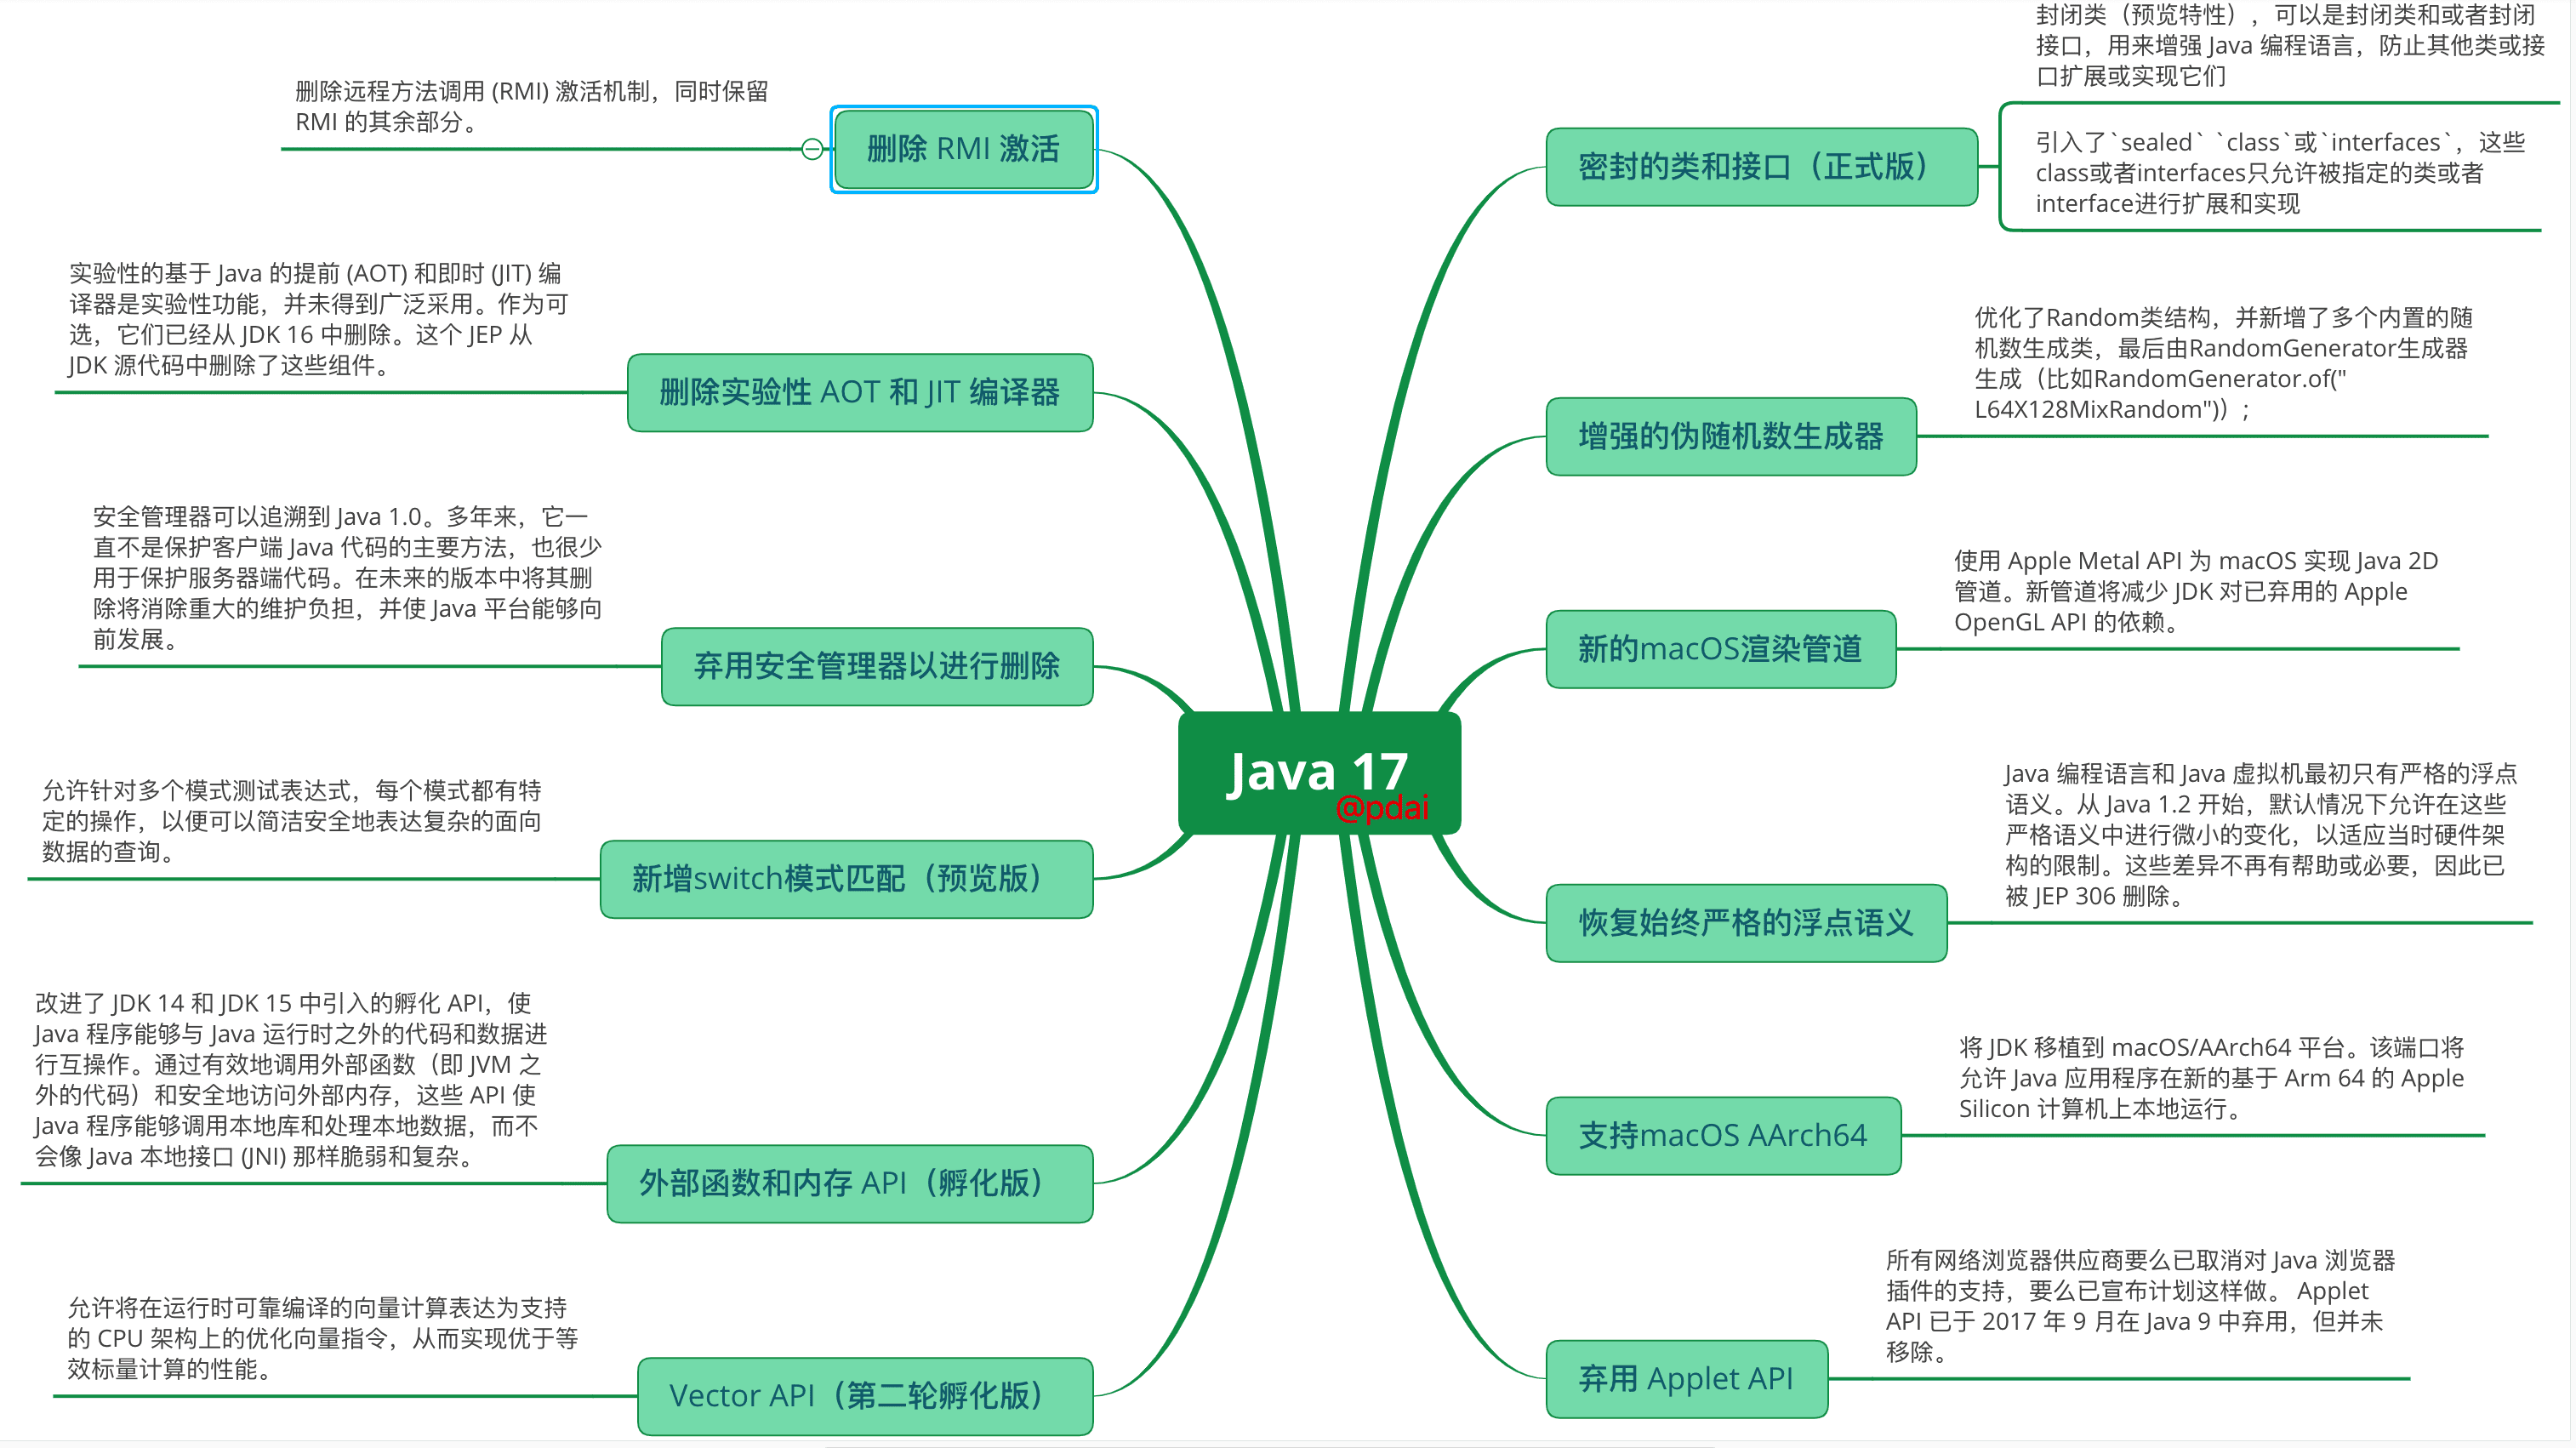 删除远程方法调用 (RMI) 激活机制，同时保留
RMI 的其余部分。
删除 RMI 激活
实验性的基于 Java 的提前 (AOT) 和即时 (JIT) 编
译器是实验性功能，并未得到广泛采用。作为可
选，它们已经从 JDK 16 中删除。这个 JEP 从
JDK 源代码中删除了这些组件。
删除实验性 AOT 和 JIT 编译器
安全管理器可以追溯到 Java 1.0。多年来，它一
直不是保护客户端 Java 代码的主要方法，也很少
用于保护服务器端代码。在未来的版本中将其删
除将消除重大的维护负担，并使 Java 平台能够向
前发展。
弃用安全管理器以进行删除
允许针对多个模式测试表达式，每个模式都有特
定的操作，以便可以简洁安全地表达复杂的面向
数据的查询。
新增switch模式匹配（预览版）
改进了 JDK 14 和 JDK 15 中引入的孵化 API，使
Java 程序能够与 Java 运行时之外的代码和数据进
行互操作。通过有效地调用外部函数（即 JVM 之
外的代码）和安全地访问外部内存，这些 API 使
Java 程序能够调用本地库和处理本地数据，而不
会像 Java 本地接口 (JNI) 那样脆弱和复杂。
外部函数和内存 API（孵化版）
允许将在运行时可靠编译的向量计算表达为支持
的 CPU 架构上的优化向量指令，从而实现优于等
效标量计算的性能。
Vector API（第二轮孵化版）
Java 17
@pdai
封闭类（预览特性），可以是封闭类和或者封闭
接口，用来增强 Java 编程语言，防止其他类或接
口扩展或实现它们
密封的类和接口（正式版）
引入了`sealed` `class`或`interfaces`，这些
class或者interfaces只允许被指定的类或者
interface进行扩展和实现
优化了Random类结构，并新增了多个内置的随
机数生成类，最后由RandomGenerator生成器
生成（比如RandomGenerator.of("
L64X128MixRandom")）;
增强的伪随机数生成器
使用 Apple Metal API 为 macOS 实现 Java 2D
管道。新管道将减少 JDK 对已弃用的 Apple
OpenGL API 的依赖。
新的macOS渲染管道
Java 编程语言和 Java 虚拟机最初只有严格的浮点
语义。从 Java 1.2 开始，默认情况下允许在这些
严格语义中进行微小的变化，以适应当时硬件架
构的限制。这些差异不再有帮助或必要，因此已
被 JEP 306 删除。
恢复始终严格的浮点语义
将 JDK 移植到 macOS/AArch64 平台。该端口将
允许 Java 应用程序在新的基于 Arm 64 的 Apple
Silicon 计算机上本地运行。
支持macOS AArch64
所有网络浏览器供应商要么已取消对 Java 浏览器
插件的支持，要么已宣布计划这样做。 Applet
API 已于 2017 年 9 月在 Java 9 中弃用，但并未
移除。
弃用 Applet API